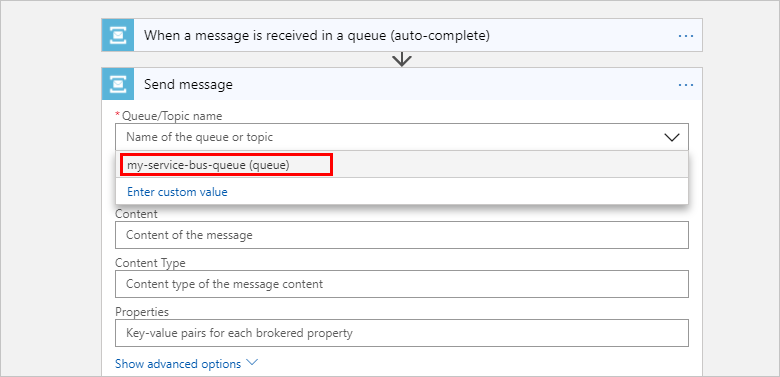 When a message is received in a queue (auto-complete)
...
Send message
...
* Queue/Topic name
Name of the queue or topic
my-service-bus-queue (queue)
Enter custom value
Content
Content of the message
Content Type
Content type of the message content
Properties
Key-value pairs for each brokered property
Show advanced options